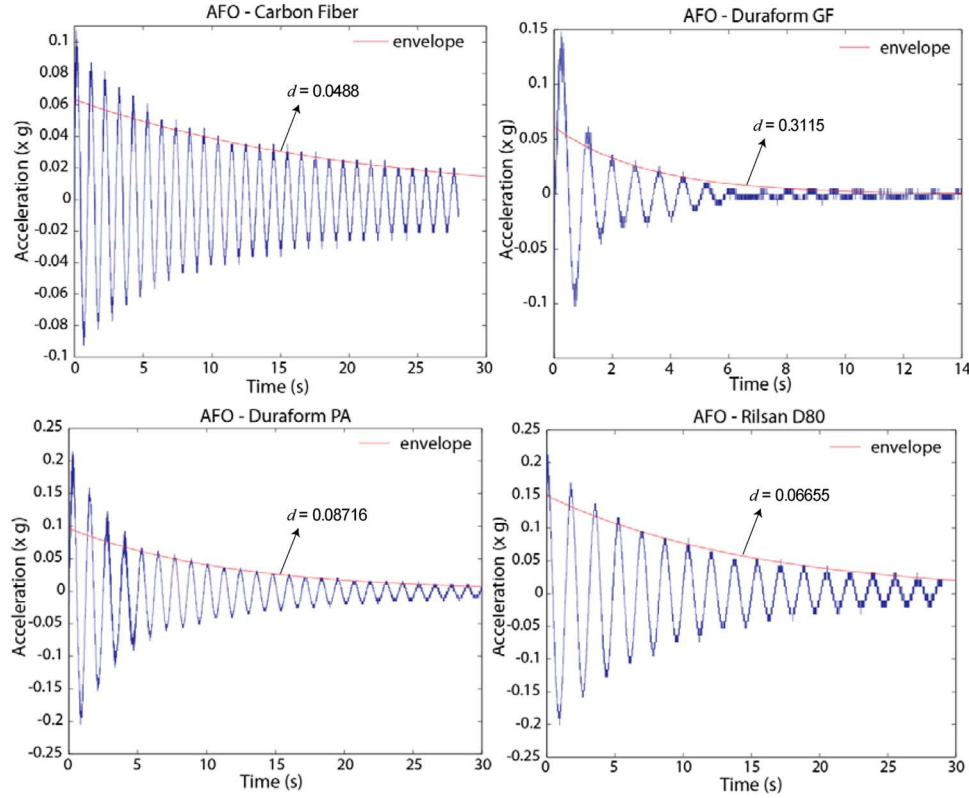 AFO - Carbon Fiber
envelope
d = 0.0488
Acceleration (x g)
0.1
0.08
0.06
0.04
0.02
0
-0.02
-0.04
-0.06
-0.08
-0.1
0 5 10 15 20 25 30
Time (s)
AFO - Duraform GF
envelope
d = 0.3115
Acceleration (x g)
0.15
0.1
0.05
0
-0.05
-0.1
0 2 4 6 8 10 12 14
Time (s)
AFO - Duraform PA
envelope
d = 0.08716
Acceleration (x g)
0.25
0.2
0.15
0.1
0.05
0
-0.05
-0.1
-0.15
-0.2
-0.25
0 5 10 15 20 25 30
Time (s)
AFO - Rilsan D80
envelope
d = 0.06655
Acceleration (x g)
0.25
0.2
0.15
0.1
0.05
0
-0.05
-0.1
-0.15
-0.2
-0.25
0 5 10 15 20 25 30
Time (s)